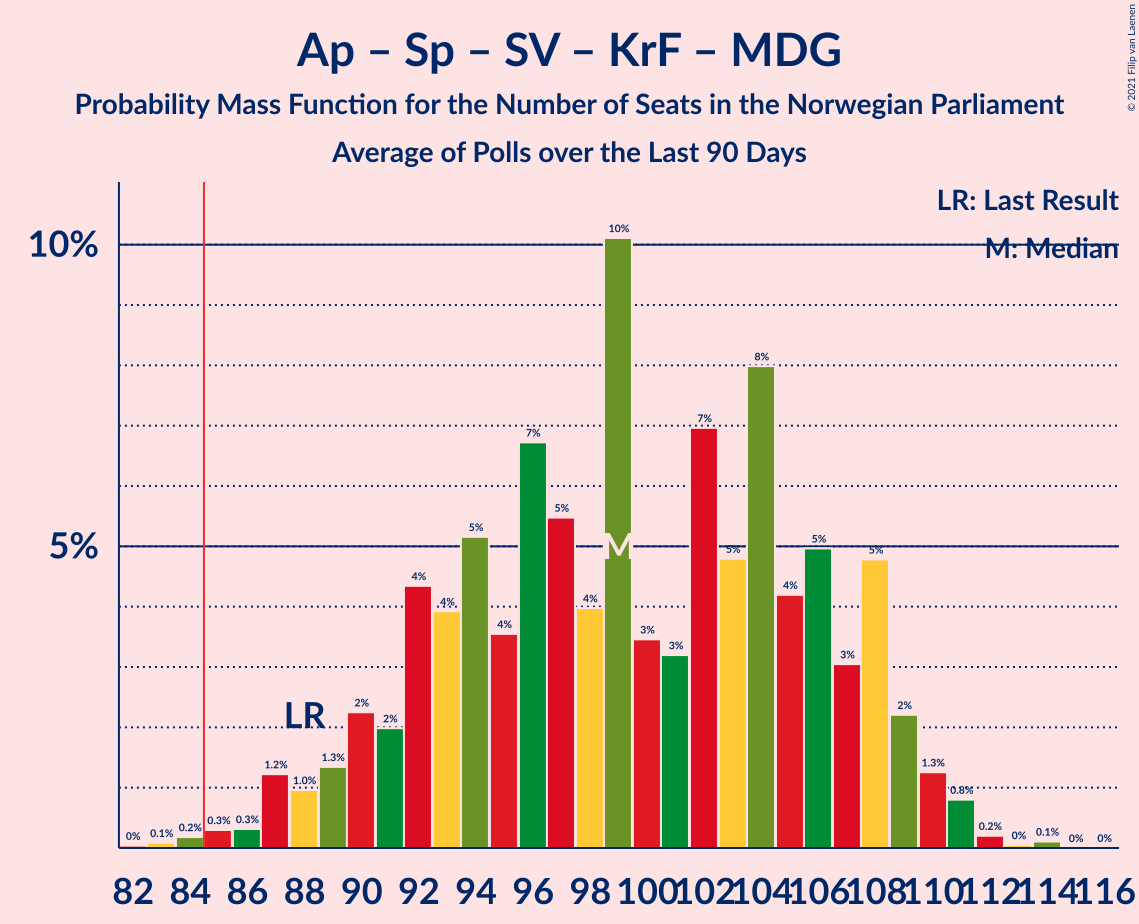 Ap – Sp – SV – KrF – MDG
Probability Mass Function for the Number of Seats in the Norwegian Parliament
Average of Polls over the Last 90 Days
© 2021 Filip van Laenen
LR: Last Result
M: Median
10%
5%
LR
M
0% 0.1% 0.2% 0.3% 0.3% 1.2% 1.0% 1.3% 2% 2% 4% 4% 5% 4% 7% 5% 4% 10% 3% 3% 7% 5% 8% 4% 5% 3% 5% 2% 1.3% 0.8% 0.2% 0% 0.1% 0% 0%
82 84 86 88 90 92 94 96 98 100 102 104 106 108 110 112 114 116